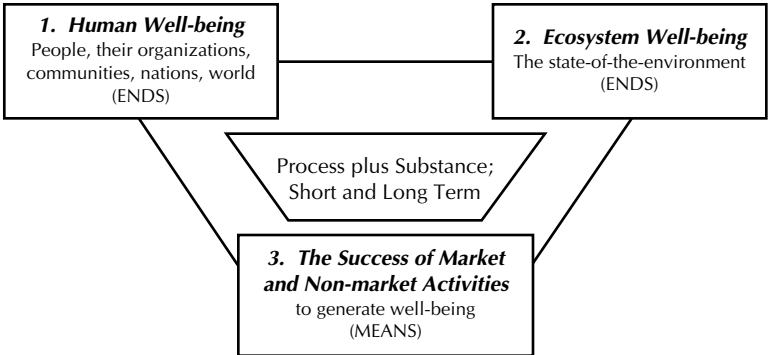 1. Human Well-being
People, their organizations,
communities, nations, world
(ENDS)
2. Ecosystem Well-being
The state-of-the-environment
(ENDS)
Process plus Substance;
Short and Long Term
3. The Success of Market
and Non-market Activities
to generate well-being
(MEANS)